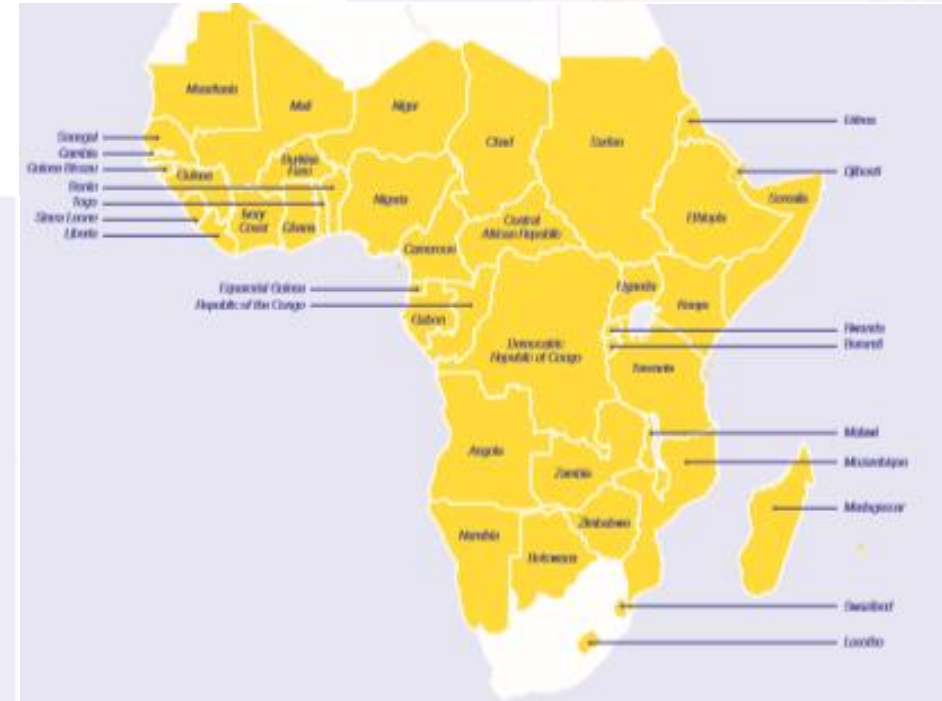 Mauritania
Mali
Niger
Chad
Sudan
Eritrea
Senegal
Gambia
Guinea Bissau
Guinea
Burkina
Faso
Benin
Togo
Sierra Leone
Liberia
Ivory
Coast
Ghana
Nigeria
Djibouti
Somalia
Ethiopia
Central
African Republic
Cameroon
Equatorial Guinea
Republic of the Congo
Gabon
Uganda
Kenya
Democratic
Republic of Congo
Rwanda
Burundi
Tanzania
Malawi
Mozambique
Angola
Zambia
Madagascar
Zimbabwe
Namibia
Botswana
Swaziland
Lesotho